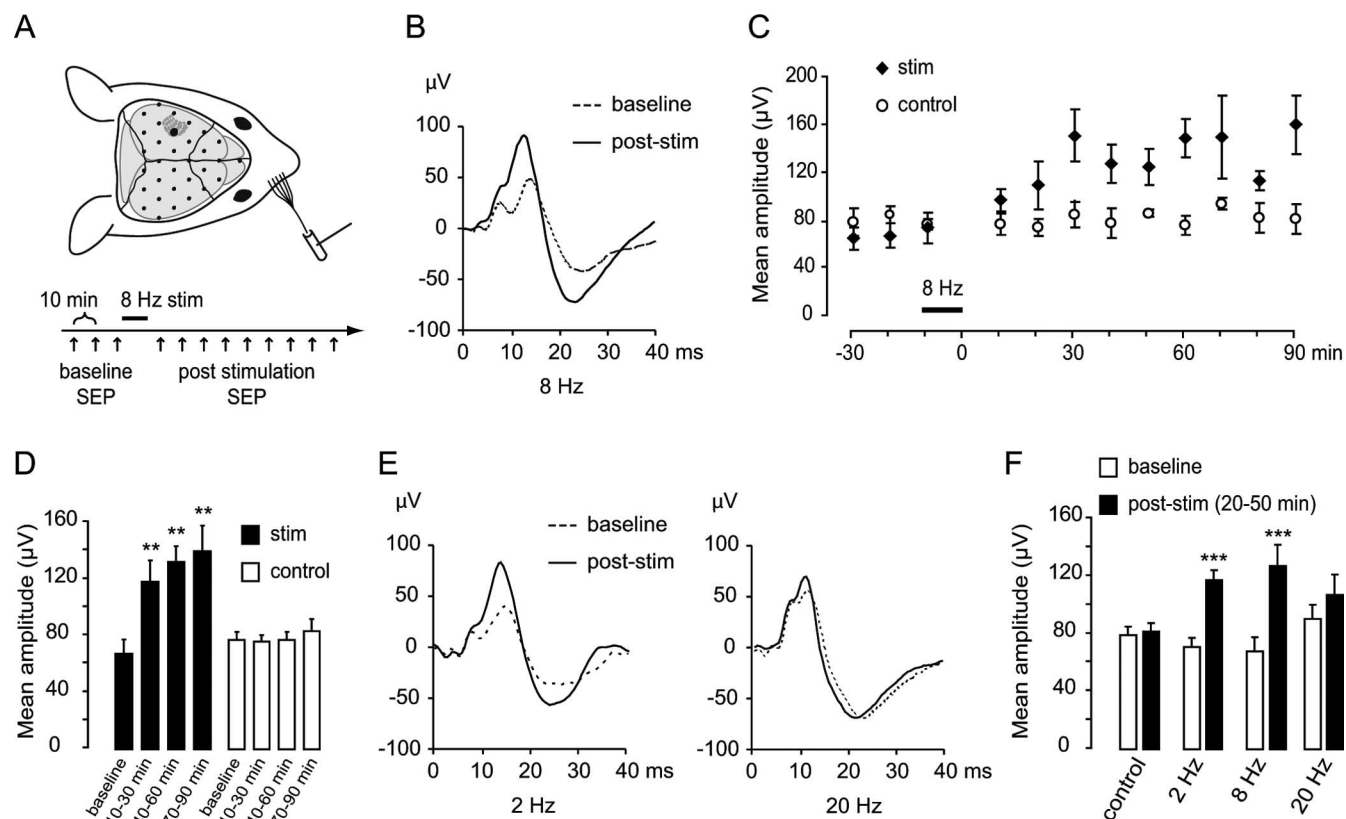 A
10 min
8 Hz stim
baseline
SEP
post stimulation
SEP
B
µV
baseline
post-stim
100
50
0
-50
-100
0 10 20 30 40 ms
8 Hz
C
stim
control
Mean amplitude (µV)
200
160
120
80
40
0
8 Hz
-30 0 30 60 90 min
D
Mean amplitude (µV)
160
120
80
40
0
** ** **
stim
control
baseline
10-30 min
40-60 min
70-90 min
baseline
10-30 min
40-60 min
70-90 min
E
µV
baseline
post-stim
100
50
0
-50
-100
0 10 20 30 40 ms
2 Hz
µV
100
50
0
-50
-100
0 10 20 30 40 ms
20 Hz
F
baseline
post-stim (20-50 min)
Mean amplitude (µV)
160
120
80
40
0
*** ***
control
2 Hz
8 Hz
20 Hz